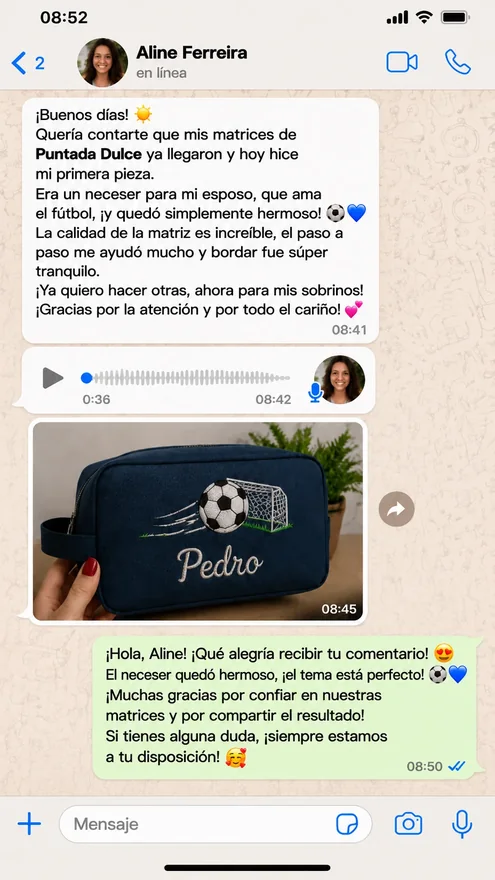 08:52
2
Aline Ferreira
en línea
¡Buenos días! ☀️
Quería contarte que mis matrices de
Puntada Dulce ya llegaron y hoy hice
mi primera pieza.
Era un neceser para mi esposo, que ama
el fútbol, ¡y quedó simplemente hermoso! ⚽💙
La calidad de la matriz es increíble, el paso a
paso me ayudó mucho y bordar fue súper
tranquilo.
¡Ya quiero hacer otras, ahora para mis sobrinos!
¡Gracias por la atención y por todo el cariño! 💕
08:41
0:36 08:42
Pedro
08:45
¡Hola, Aline! ¡Qué alegría recibir tu comentario! 😍
El neceser quedó hermoso, ¡el tema está perfecto! ⚽💙
¡Muchas gracias por confiar en nuestras
matrices y por compartir el resultado!
Si tienes alguna duda, ¡siempre estamos
a tu disposición! 🥰
08:50
Mensaje